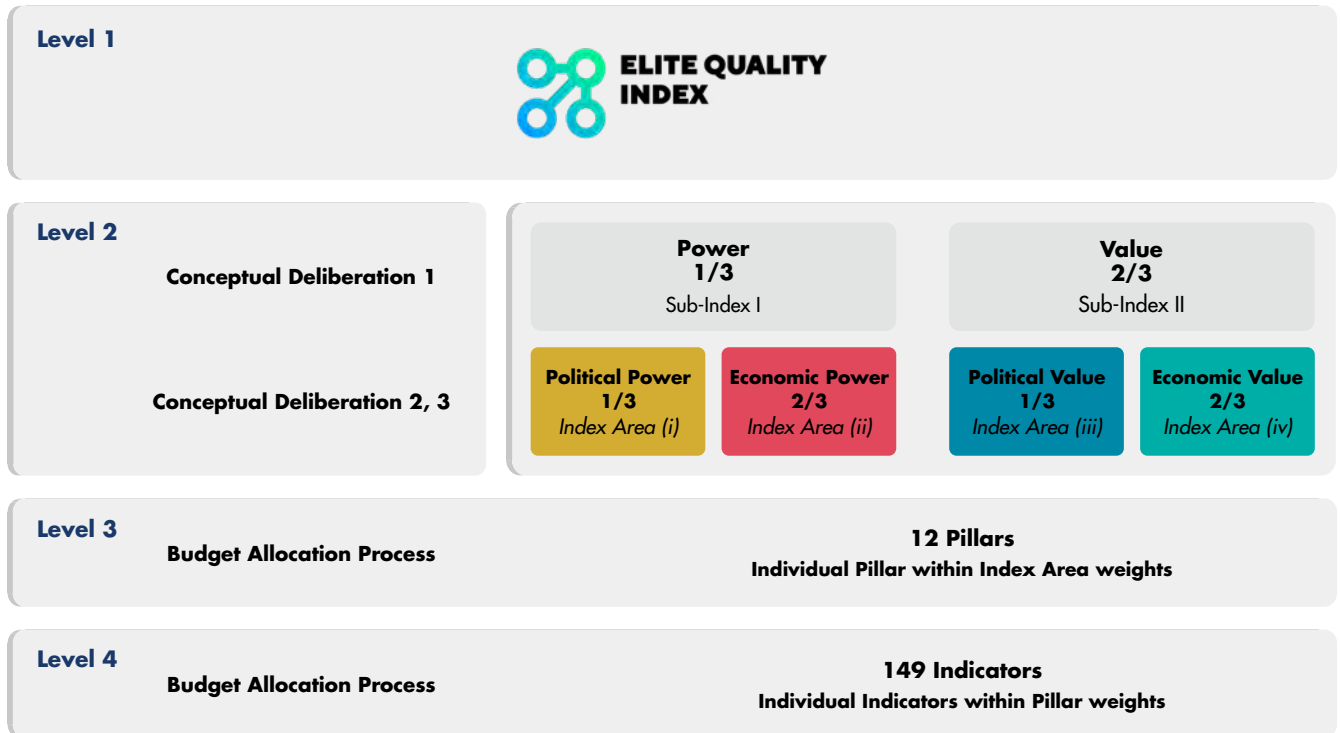 Level 1
ELITE QUALITY
INDEX
Level 2
Conceptual Deliberation 1
Power
1/3
Sub-Index I
Value
2/3
Sub-Index II
Conceptual Deliberation 2, 3
Political Power
1/3
Index Area (i)
Economic Power
2/3
Index Area (ii)
Political Value
1/3
Index Area (iii)
Economic Value
2/3
Index Area (iv)
Level 3
Budget Allocation Process
12 Pillars
Individual Pillar within Index Area weights
Level 4
Budget Allocation Process
149 Indicators
Individual Indicators within Pillar weights